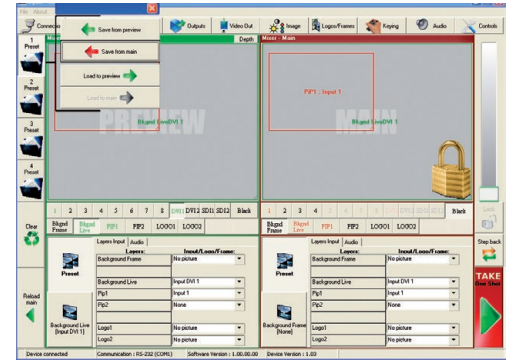 File About
Connection
Save from preview
Outputs
Video Out
Image
Logos/Frames
Keying
Audio
Controls
1
Preset
Depth
Mixer - Main
Save from main
2
Preset
Load to preview
PIP1 : Input 1
Load to main
3
Preset
PREVIEW
Bkgnd Live DVI 1
MAIN
Bkgnd Live DVI 1
4
Preset
1 2 3 4 5 6 7 8 DVI1 DVI2 SDI1 SDI2 Black
1 2 3 4 Black
Lock
Clear
Bkgnd Frame
Bkgnd Live
PIP1
PIP2
LOGO1
LOGO2
Bkgnd Frame
Bkgnd Live
PIP1
PIP2
LOGO1
LOGO2
Layers Input
Audio
Layers Input
Audio
Step back
Layers:
Input/Logo/Frame:
Layers:
Input/Logo/Frame:
Background Frame
No picture
Background Frame
No picture
TAKE
One Shot
Preset
Preset
Background Live
Input DVI 1
Background Live
Input DVI 1
Reload main
Pip1
Input 1
Pip1
Input 1
Pip2
None
Pip2
None
Background Live
[Input DVI 1]
Background Frame
[None]
Logo1
No picture
Logo1
No picture
Logo2
No picture
Logo2
No picture
Device connected
Communication : RS-232 (COM1)
Software Version : 1.00.00.00
Device Version : 1.03